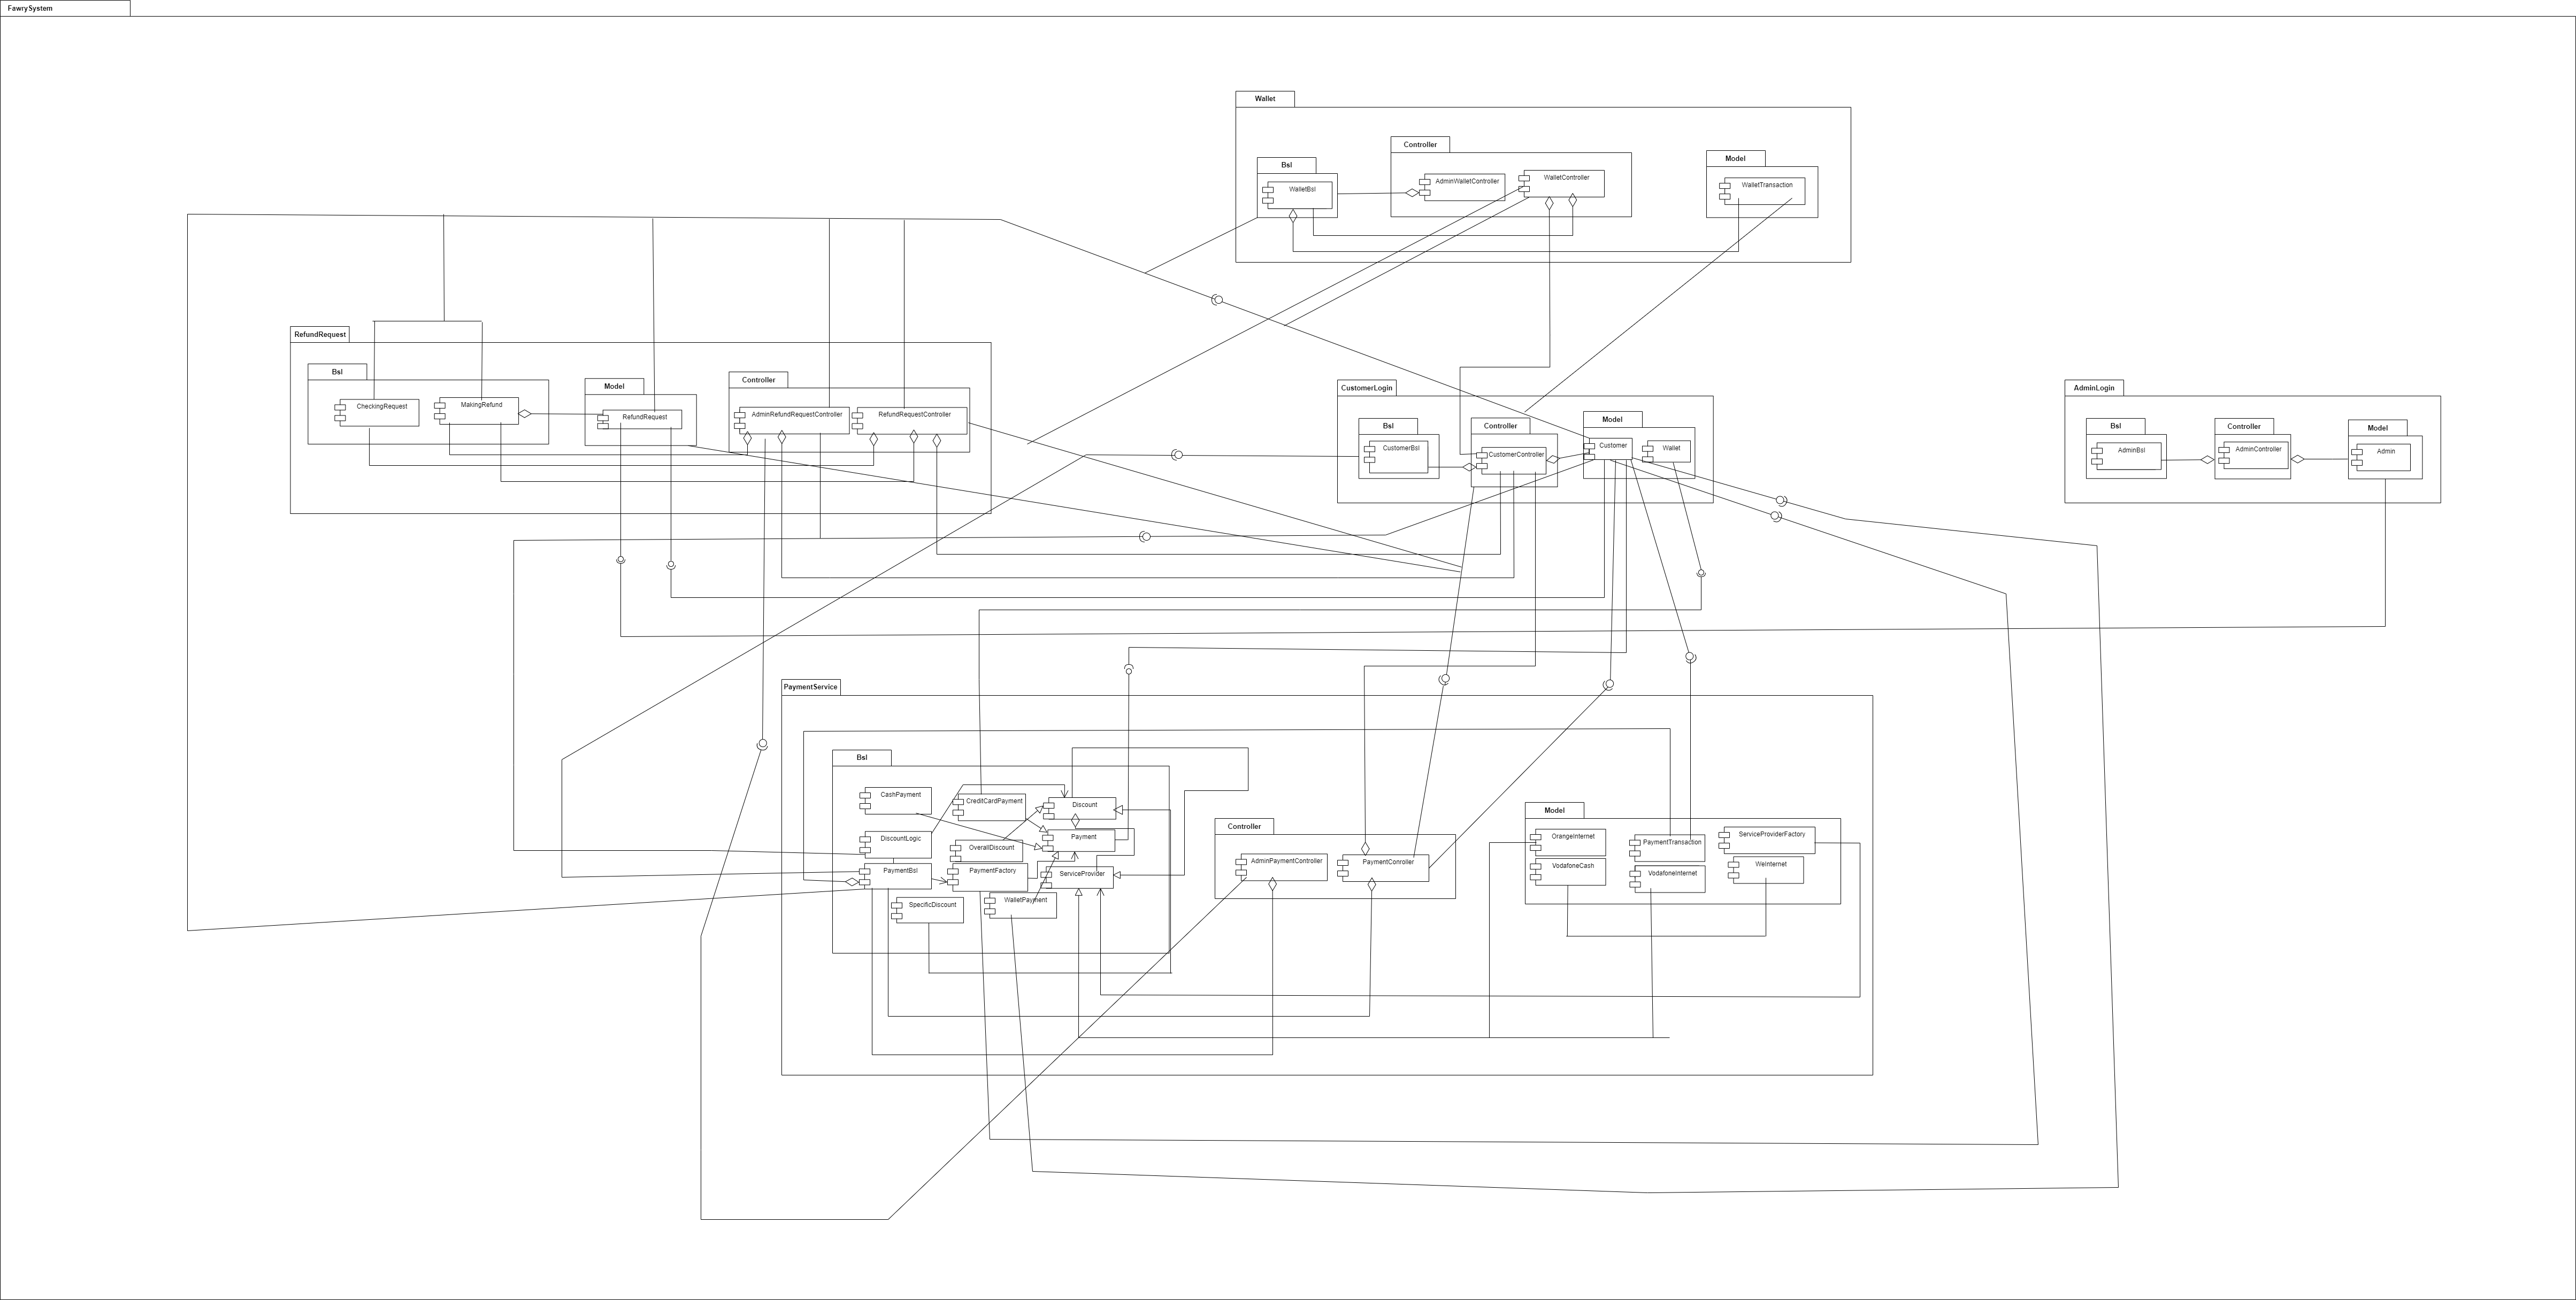 FawrySystem
Wallet
Bsl
WalletBsl
Controller
AdminWalletController
WalletController
Model
WalletTransaction
RefundRequest
Bsl
CheckingRequest
MakingRefund
Model
RefundRequest
Controller
AdminRefundRequestController
RefundRequestController
CustomerLogin
Bsl
CustomerBsl
Controller
CustomerController
Model
Customer
Wallet
AdminLogin
Bsl
AdminBsl
Controller
AdminController
Model
Admin
PaymentService
Bsl
CashPayment
CreditCardPayment
Discount
DiscountLogic
OverallDiscount
Payment
PaymentBsl
PaymentFactory
ServiceProvider
SpecificDiscount
WalletPayment
Controller
AdminPaymentController
PaymentConroller
Model
OrangeInternet
PaymentTransaction
ServiceProviderFactory
VodafoneCash
VodafoneInternet
WeInternet